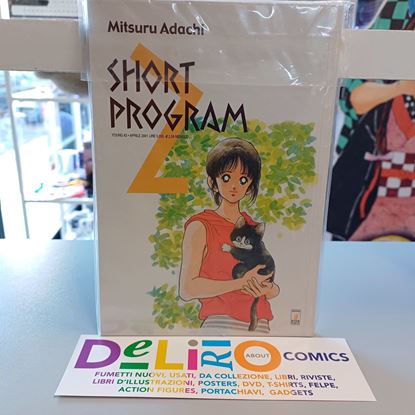 Mitsuru Adachi
SHORT
PROGRAM
2
DeLiRiO ABOUT COMICS
FUMETTI NUOVI, USATI, DA COLLEZIONE, LIBRI, RIVISTE,
LIBRI D'ILLUSTRAZIONI, POSTERS, DVD, T-SHIRTS, FELPE,
ACTION FIGURES, PORTACHIAVI, GADGETS